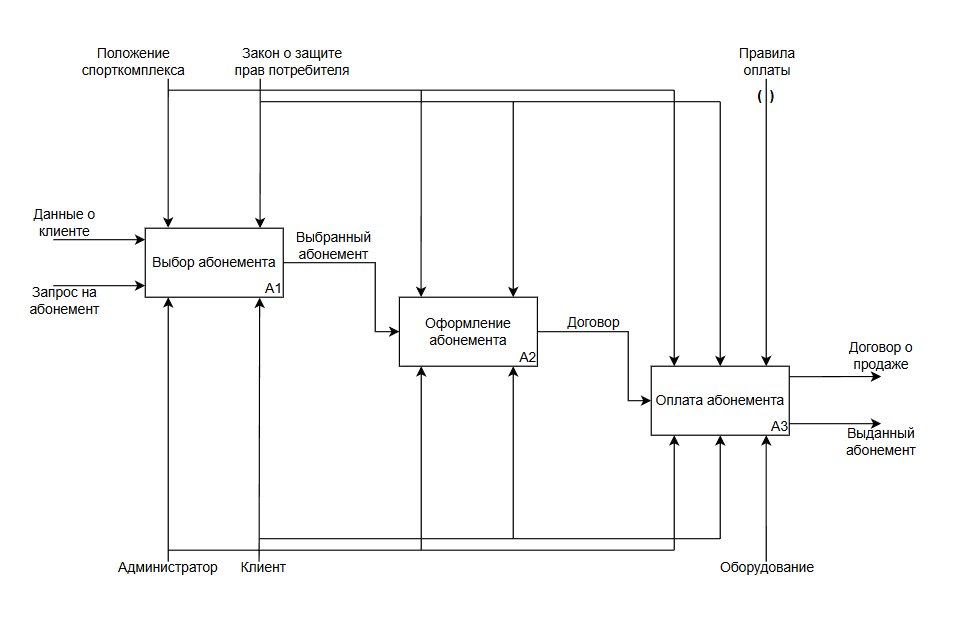 Положение
спорткомплекса
Закон о защите
прав потребителя
Правила
оплаты
( )
Данные о
клиенте
Запрос на
абонемент
Выбор абонемента
A1
Выбранный
абонемент
Оформление
абонемента
A2
Договор
Оплата абонемента
A3
Договор о
продаже
Выданный
абонемент
Администратор
Клиент
Оборудование